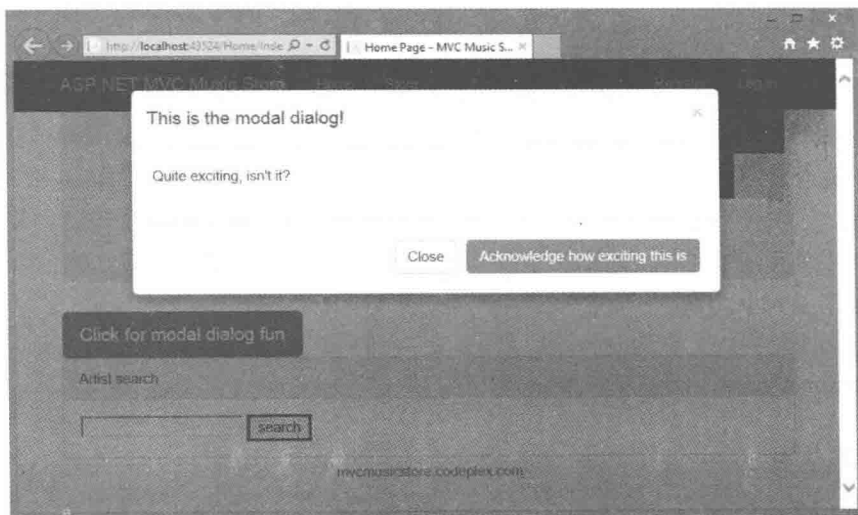 http://localhost:43524/Home/Inde
Home Page - MVC Music S...
ASP.NET MVC Music Store Home Store Register Log in
This is the modal dialog!
Quite exciting, isn't it?
Close
Acknowledge how exciting this is
Click for modal dialog fun
Artist search
search
mvcmusicstore.codeplex.com